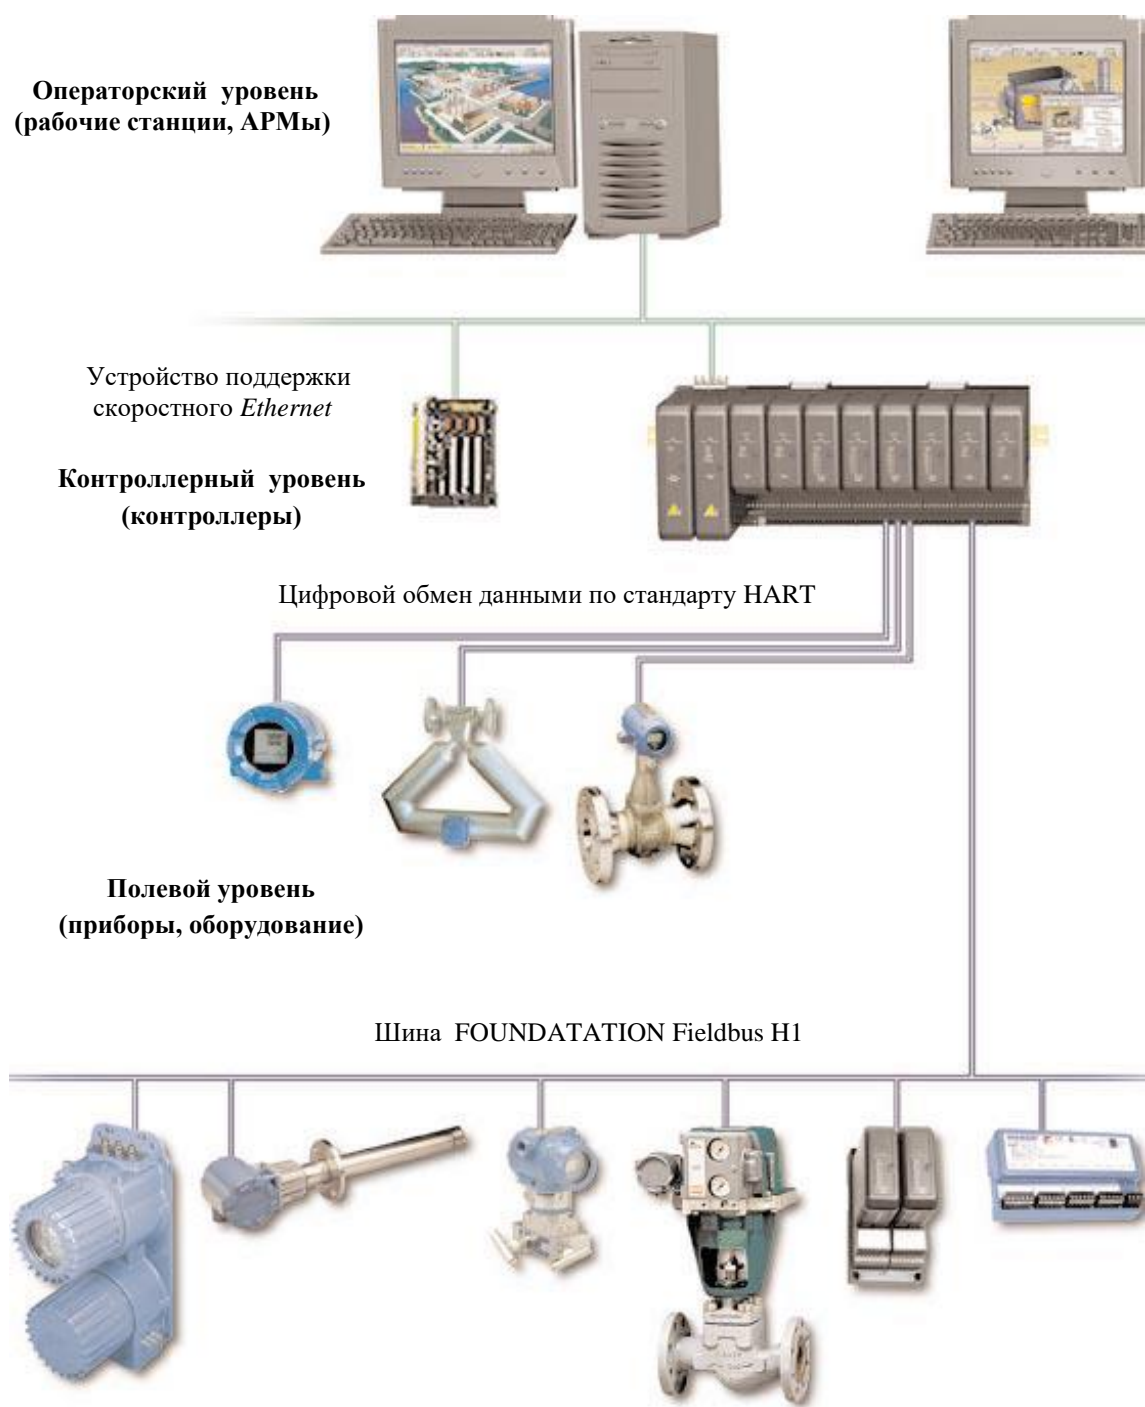 Операторский уровень
(рабочие станции, АРМы)
Устройство поддержки
скоростного Ethernet
Контроллерный уровень
(контроллеры)
Цифровой обмен данными по стандарту HART
Полевой уровень
(приборы, оборудование)
Шина FOUNDATATION Fieldbus H1